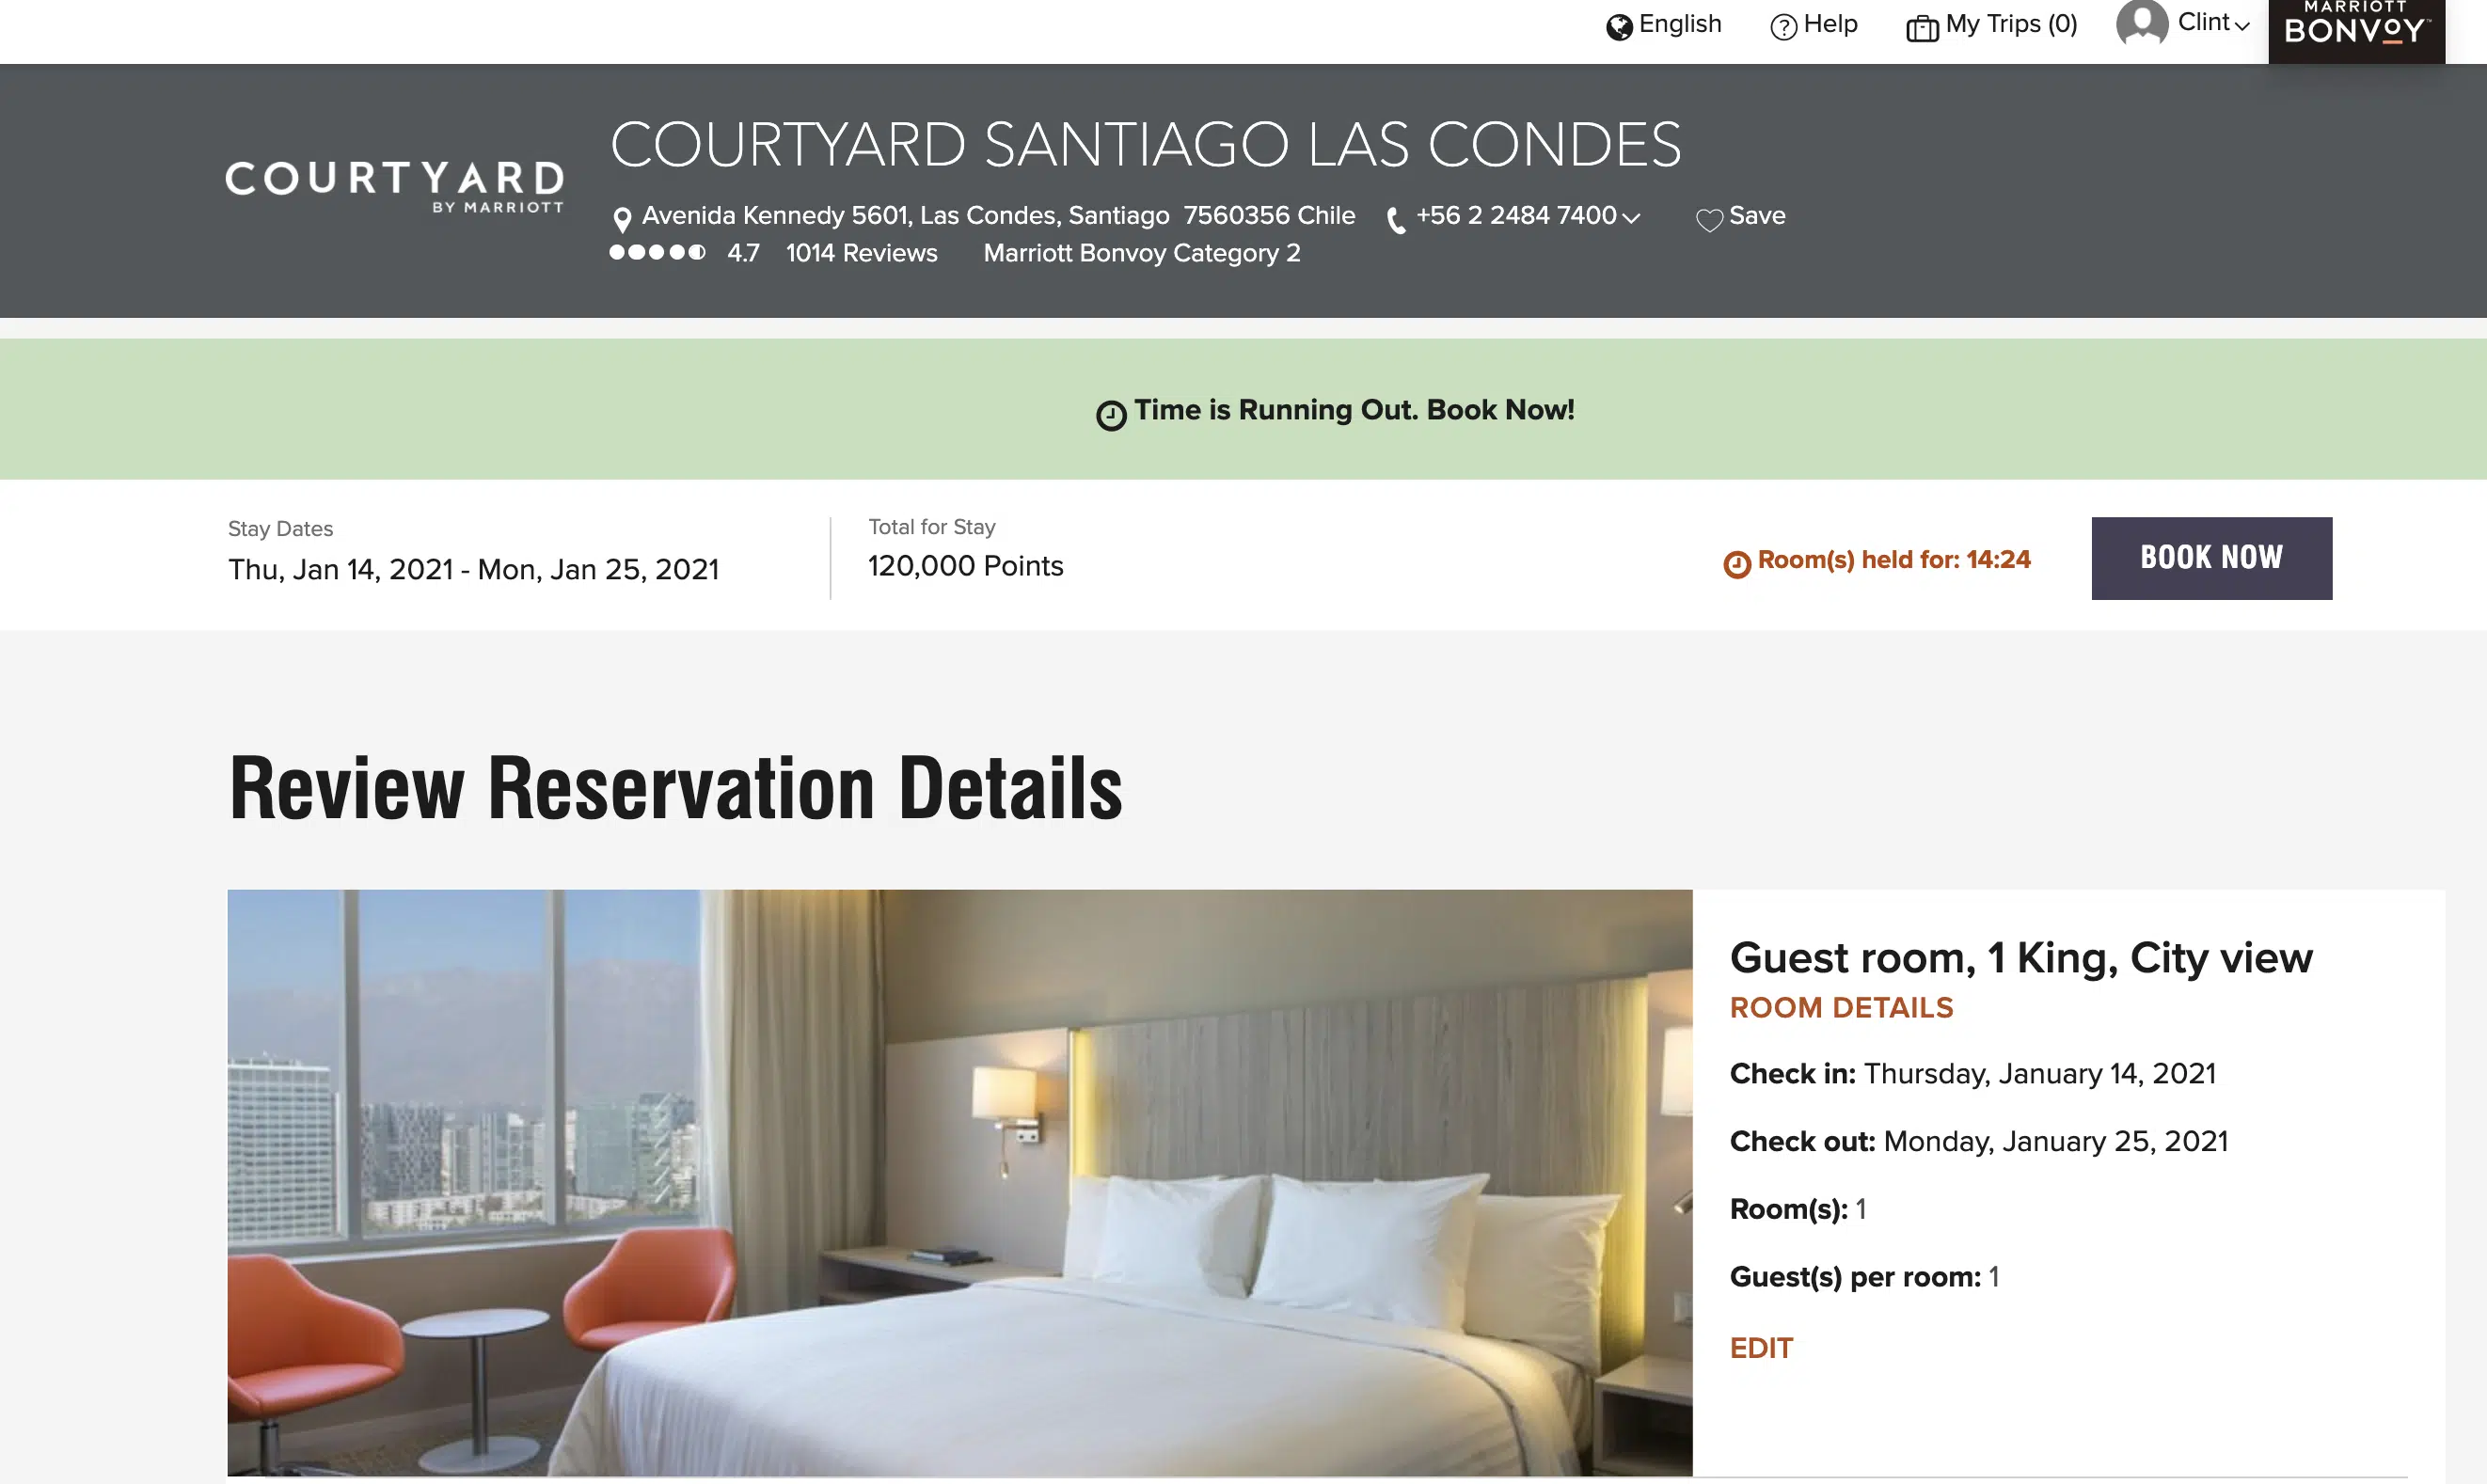 English Help My Trips (0) Clint MARRIOTT
BONVOY™
COURTYARD
BY MARRIOTT
COURTYARD SANTIAGO LAS CONDES
Avenida Kennedy 5601, Las Condes, Santiago 7560356 Chile +56 2 2484 7400 Save
4.7 1014 Reviews Marriott Bonvoy Category 2
Time is Running Out. Book Now!
Stay Dates
Thu, Jan 14, 2021 - Mon, Jan 25, 2021
Total for Stay
120,000 Points
Room(s) held for: 14:24
BOOK NOW
Review Reservation Details
Guest room, 1 King, City view
ROOM DETAILS
Check in: Thursday, January 14, 2021
Check out: Monday, January 25, 2021
Room(s): 1
Guest(s) per room: 1
EDIT